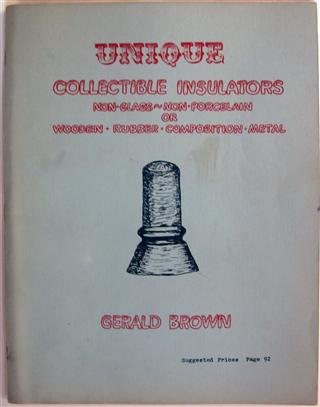 UNIQUE
COLLECTIBLE INSULATORS
NON-GLASS~NON-PORCELAIN
OR
WOODEN • RUBBER • COMPOSITION • METAL
GERALD BROWN
Suggested Prices Page 92